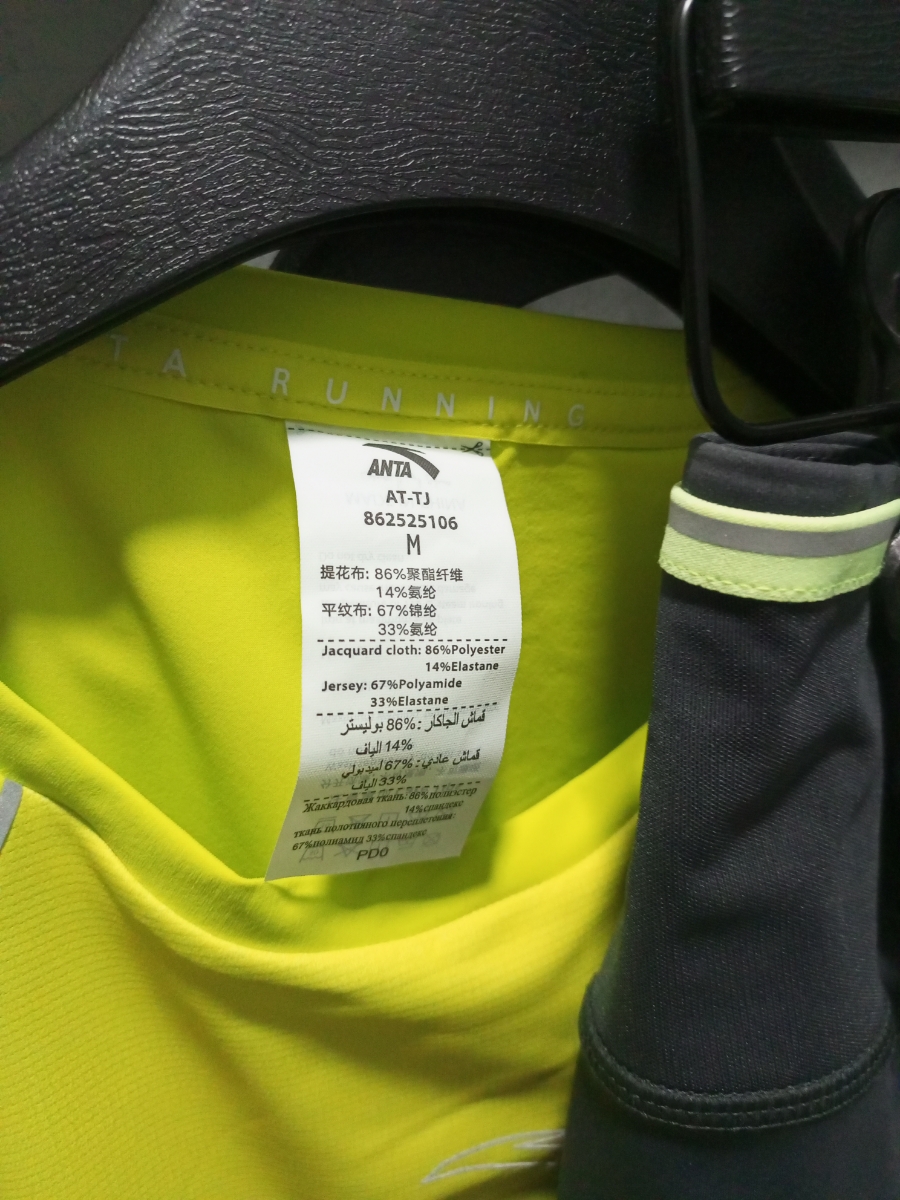 TA RUNNING
ANTA
AT-TJ
862525106
M
提花布: 86%聚酯纤维
14%氨纶
平纹布: 67%锦纶
33%氨纶
Jacquard cloth: 86%Polyester
14%Elastane
Jersey: 67%Polyamide
33%Elastane
قماش الجاكار: 86% بوليستر
14% الياف
قماش عادي: 67% اميدبولي
33% الياف
Жаккардовая ткань: 86%полиэстер
14%спандекс
ткань полотняного переплетевая:
67%полиамид 33%спандекс
PD0